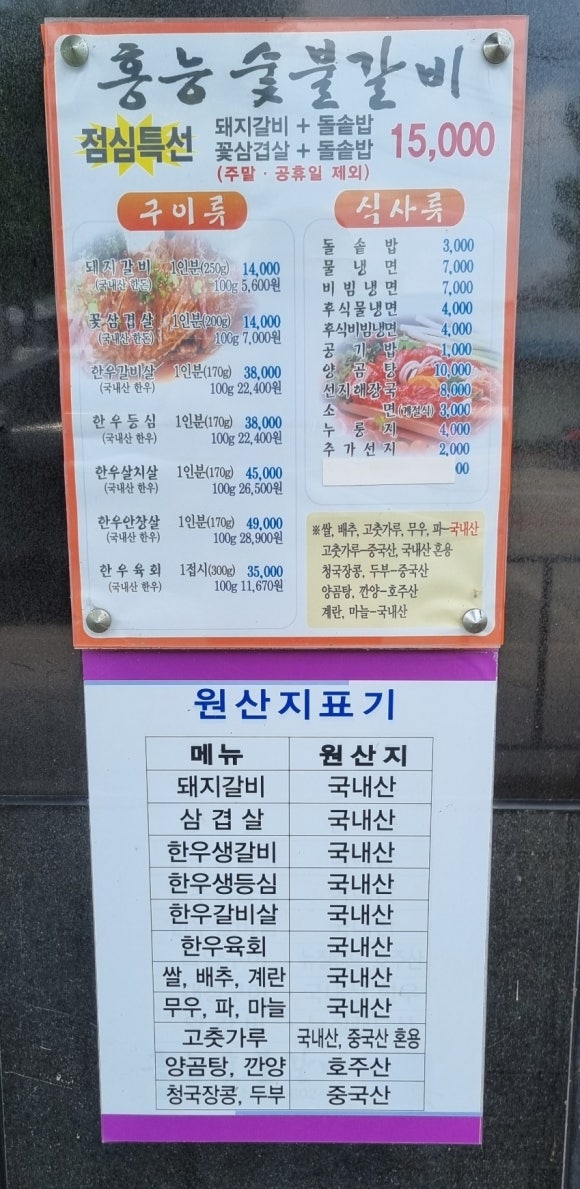 홍능 숯불갈비
점심특선
돼지갈비 + 돌솥밥
꽃삼겹살 + 돌솥밥
15,000
(주말 · 공휴일 제외)
구이류
돼지갈비 1인분(250g) 14,000
(국내산 한돈) 100g 5,600원
꽃삼겹살 1인분(200g) 14,000
(국내산 한돈) 100g 7,000원
한우갈비살 1인분(170g) 38,000
(국내산 한우) 100g 22,400원
한우등심 1인분(170g) 38,000
(국내산 한우) 100g 22,400원
한우살치살 1인분(170g) 45,000
(국내산 한우) 100g 26,500원
한우안창살 1인분(170g) 49,000
(국내산 한우) 100g 28,900원
한우육회 1접시(300g) 35,000
(국내산 한우) 100g 11,670원
식사류
돌솥밥 3,000
물냉면 7,000
비빔냉면 7,000
후식물냉면 4,000
후식비빔냉면 4,000
공기밥 1,000
양곰탕 10,000
선지해장국 8,000
소면(계절식) 3,000
누룽지 4,000
추가선지 2,000
00
※쌀, 배추, 고춧가루, 무우, 파-국내산
고춧가루-중국산, 국내산 혼용
청국장콩, 두부-중국산
양곰탕, 깐양-호주산
계란, 마늘-국내산
원산지표기
메뉴 원산지
돼지갈비 국내산
삼겹살 국내산
한우생갈비 국내산
한우생등심 국내산
한우갈비살 국내산
한우육회 국내산
쌀, 배추, 계란 국내산
무우, 파, 마늘 국내산
고춧가루 국내산, 중국산 혼용
양곰탕, 깐양 호주산
청국장콩, 두부 중국산